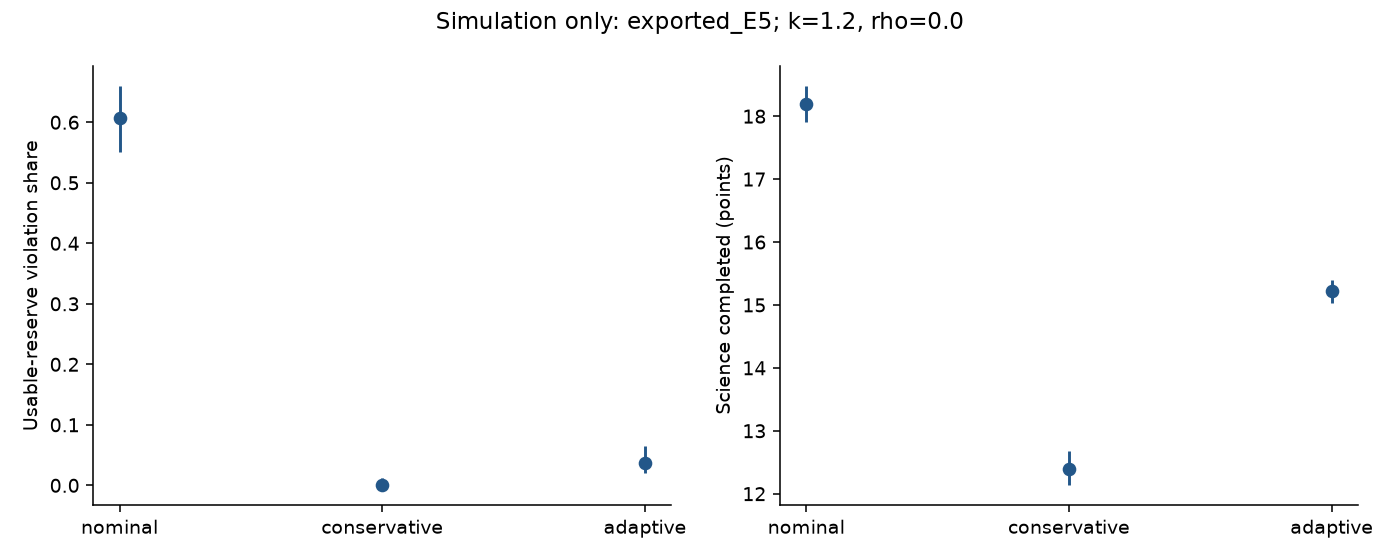 Simulation only: exported_E5; k=1.2, rho=0.0
Usable-reserve violation share
0.6
0.5
0.4
0.3
0.2
0.1
0.0
nominal
conservative
adaptive
Science completed (points)
18
17
16
15
14
13
12
nominal
conservative
adaptive